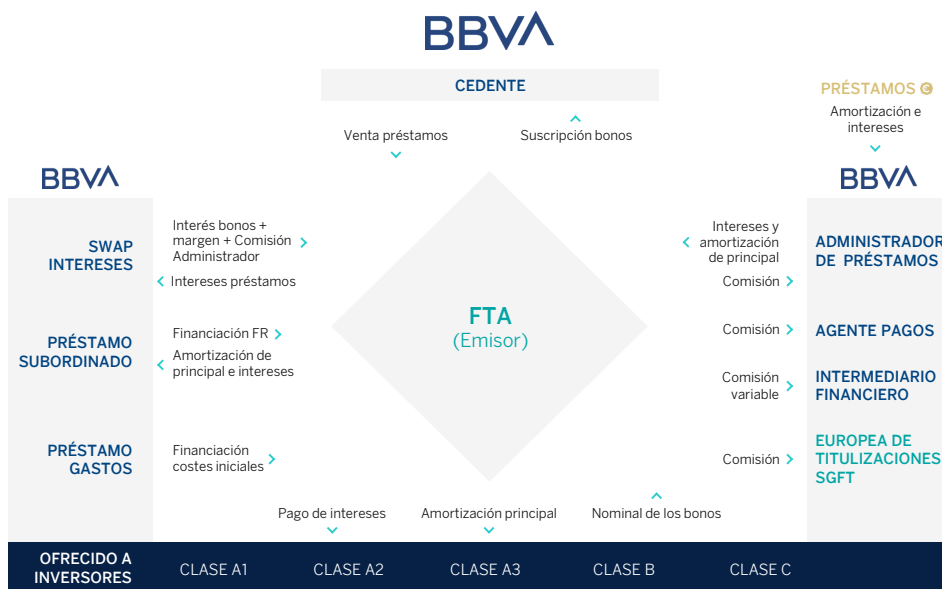 BBVA
CEDENTE
PRÉSTAMOS
Amortización e
intereses
Venta préstamos
Suscripción bonos
BBVA
BBVA
SWAP
INTERESES
Interés bonos +
margen + Comisión
Administrador
Intereses préstamos
Intereses y
amortización
de principal
Comisión
ADMINISTRADOR
DE PRÉSTAMOS
FTA
(Emisor)
PRÉSTAMO
SUBORDINADO
Financiación FR
Amortización de
principal e intereses
Comisión
AGENTE PAGOS
Comisión
variable
INTERMEDIARIO
FINANCIERO
PRÉSTAMO
GASTOS
Financiación
costes iniciales
Comisión
EUROPEA DE
TITULIZACIONES
SGFT
Pago de intereses
Amortización principal
Nominal de los bonos
OFRECIDO A
INVERSORES
CLASE A1
CLASE A2
CLASE A3
CLASE B
CLASE C